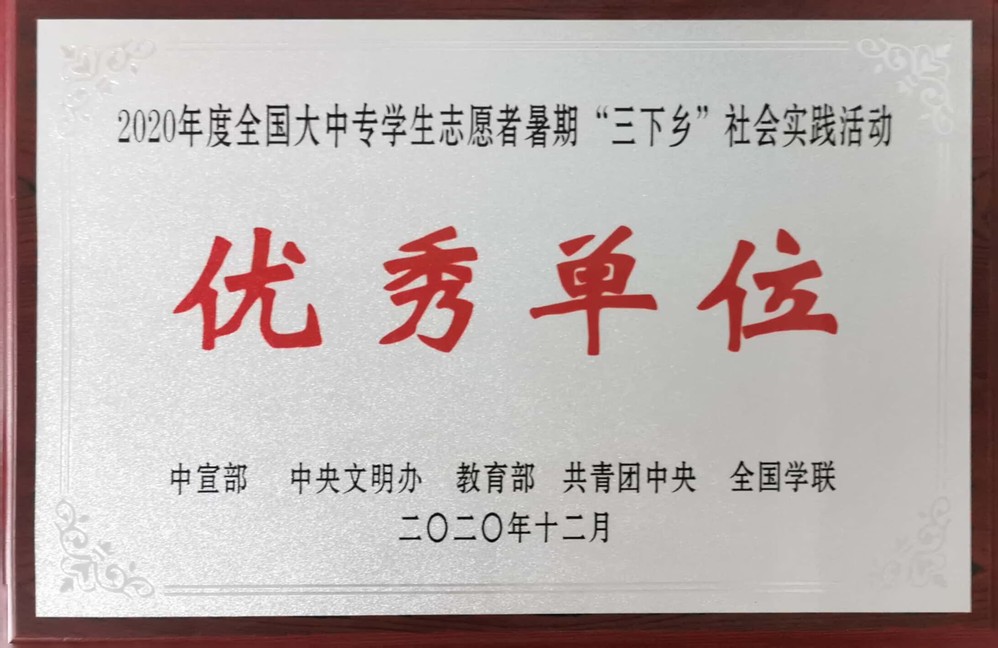 2020年度全国大中专学生志愿者暑期“三下乡”社会实践活动
优秀单位
中宣部 中央文明办 教育部 共青团中央 全国学联
二〇二〇年十二月